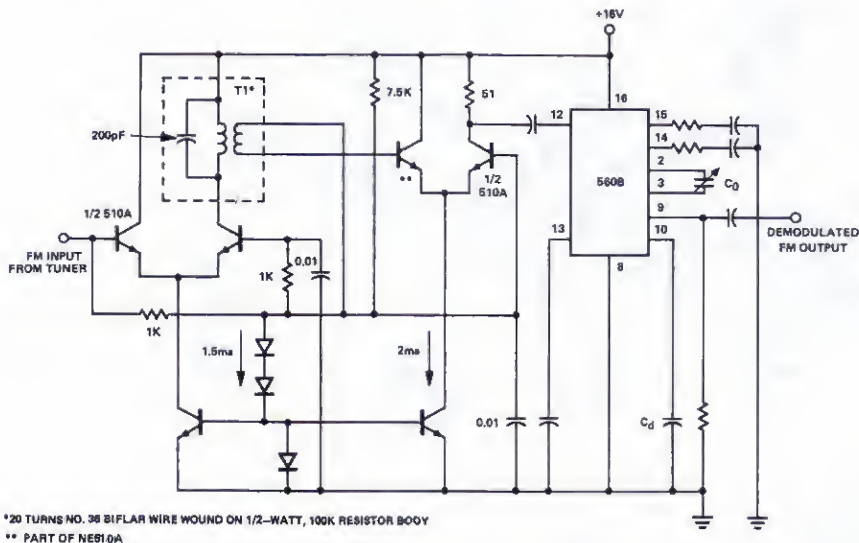 +16V
T1*
200pF
7.5K
51
12
16
15
14
2
3
9
10
13
8
560B
C0
1/2 510A
**
1/2
510A
FM INPUT
FROM TUNER
DEMODULATED
FM OUTPUT
1K
0.01
1K
1.5ma
2ma
0.01
Cd
*20 TURNS NO. 36 BIFLAR WIRE WOUND ON 1/2-WATT, 100K RESISTOR BODY
** PART OF NE510A